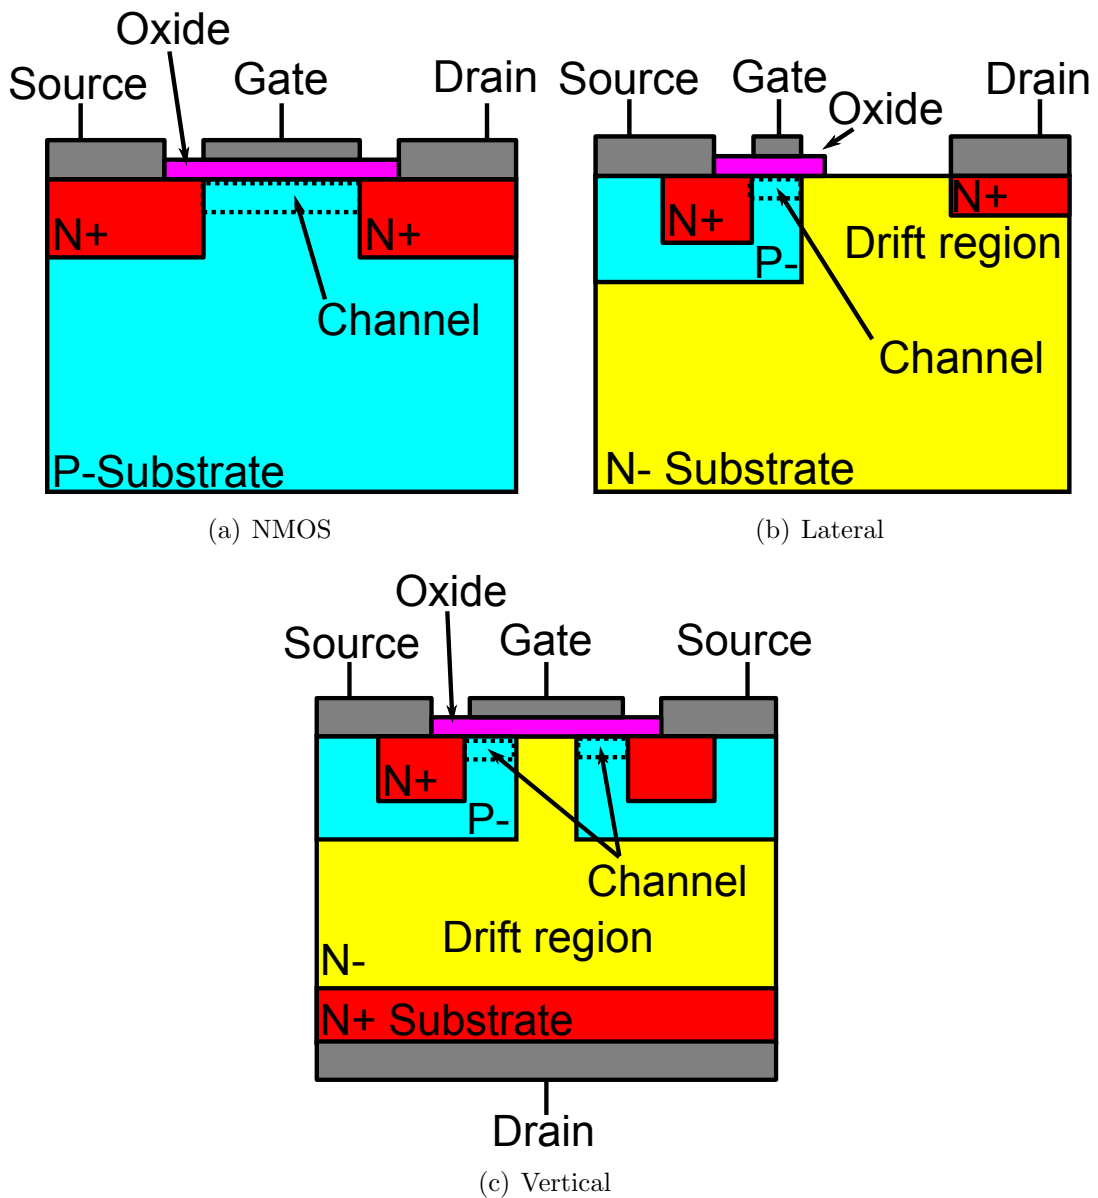 Oxide
Source
Gate
Drain
N+
N+
Channel
P-Substrate
(a) NMOS
Source
Gate
Drain
Oxide
N+
N+
P-
Drift region
Channel
N- Substrate
(b) Lateral
Oxide
Source
Gate
Source
N+
P-
Channel
Drift region
N-
N+ Substrate
Drain
(c) Vertical